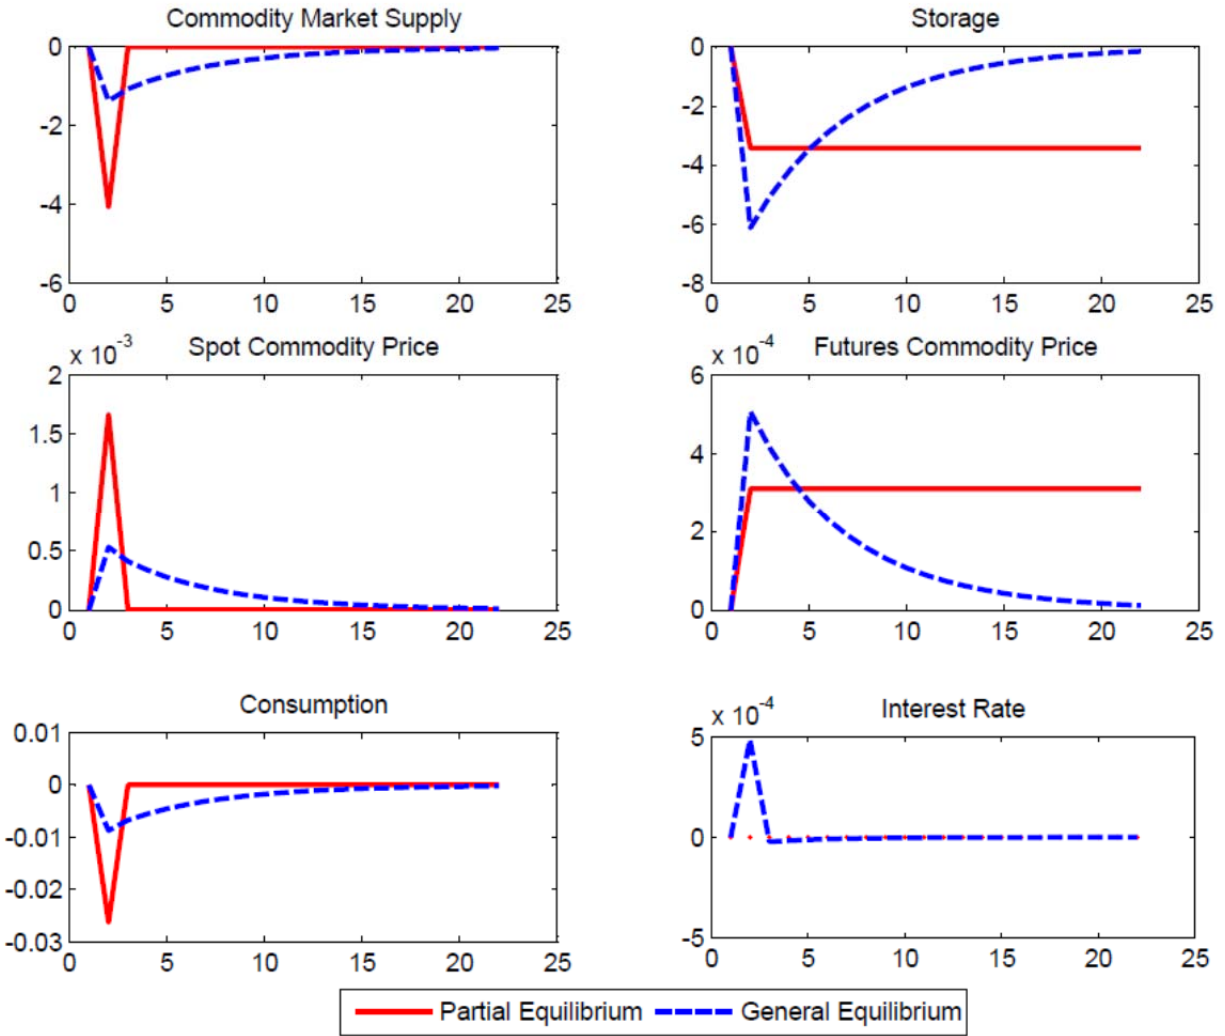 Commodity Market Supply
0
-2
-4
-6
0 5 10 15 20 25
Storage
0
-2
-4
-6
-8
0 5 10 15 20 25
x 10^-3 Spot Commodity Price
2
1.5
1
0.5
0
0 5 10 15 20 25
x 10^-4 Futures Commodity Price
6
4
2
0
0 5 10 15 20 25
Consumption
0.01
0
-0.01
-0.02
-0.03
0 5 10 15 20 25
x 10^-4 Interest Rate
5
0
-5
0 5 10 15 20 25
Partial Equilibrium General Equilibrium